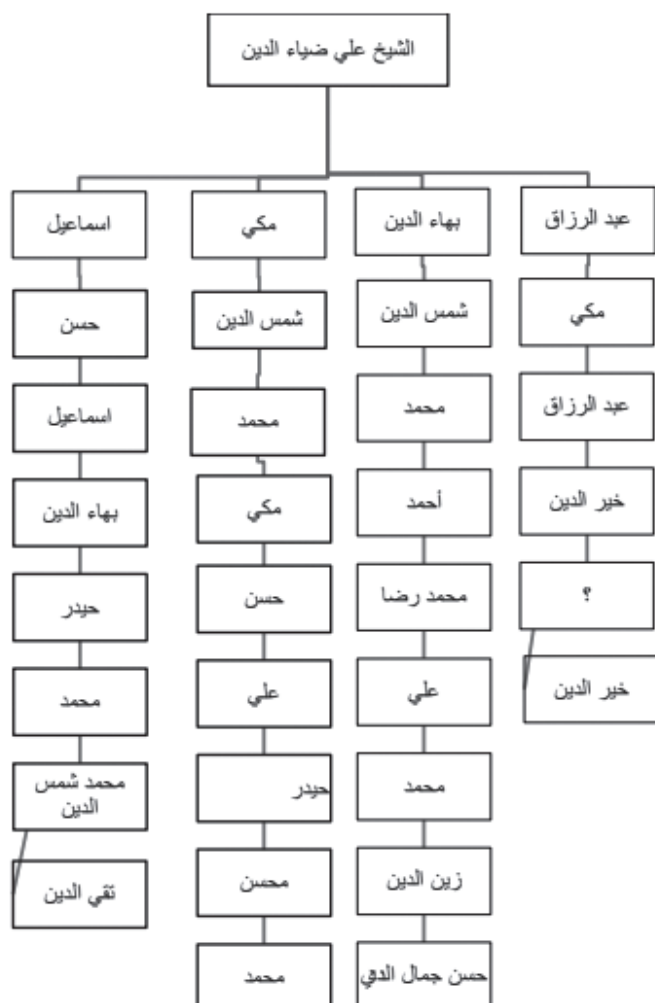 الشيخ علي ضياء الدين
عبد الرزاق
بهاء الدين
مكي
اسماعيل
مكي
شمس الدين
شمس الدين
حسن
عبد الرزاق
محمد
محمد
اسماعيل
خير الدين
أحمد
مكي
بهاء الدين
؟
محمد رضا
حسن
حيدر
خير الدين
علي
علي
محمد
محمد
حيدر
محمد شمس
الدين
زين الدين
محسن
تقي الدين
حسن جمال
محمد